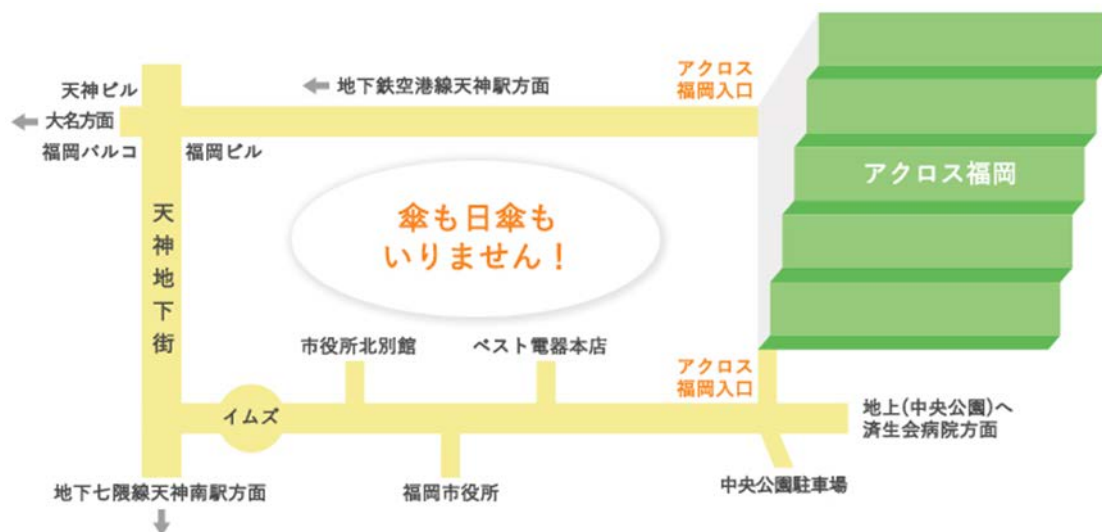 アクロス
福岡入口
地下鉄空港線天神駅方面
天神ビル
大名方面
福岡パルコ
福岡ビル
アクロス福岡
傘も日傘も
いりません！
天神地下街
市役所北別館
ベスト電器本店
アクロス
福岡入口
イムズ
地上(中央公園)へ
済生会病院方面
地下七隈線天神南駅方面
福岡市役所
中央公園駐車場